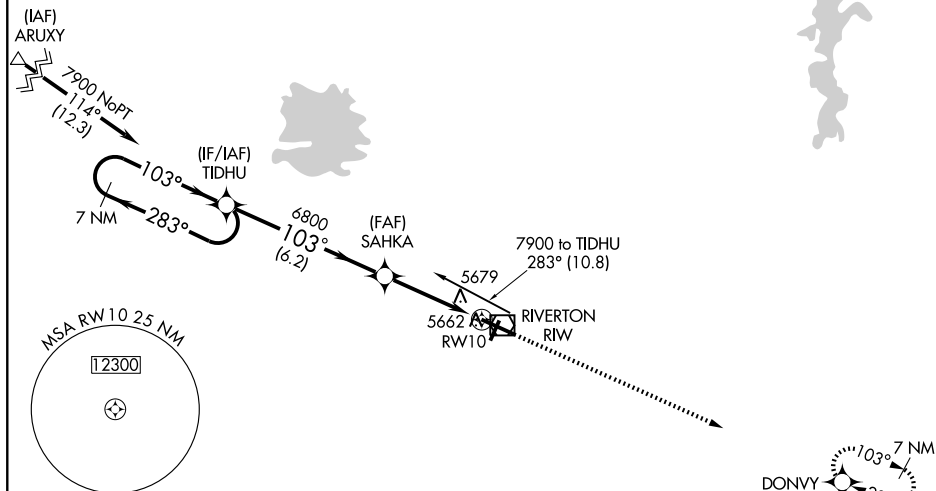 (IAF)
ARUXY
7900 NoPT
114°
(12.3)
(IF/IAF)
TIDHU
103°
7 NM
283°
6800
103°
(6.2)
(FAF)
SAHKA
7900 to TIDHU
283° (10.8)
5679
5662
RW10
RIVERTON
RIW
MSA RW10 25 NM
12300
103°
7 NM
DONVY